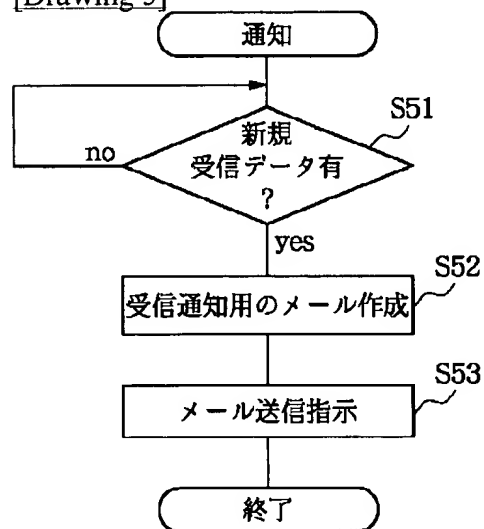 [Drawing 5]
通知
S51
新規
受信データ有
?
no
yes
S52
受信通知用のメール作成
S53
メール送信指示
終了